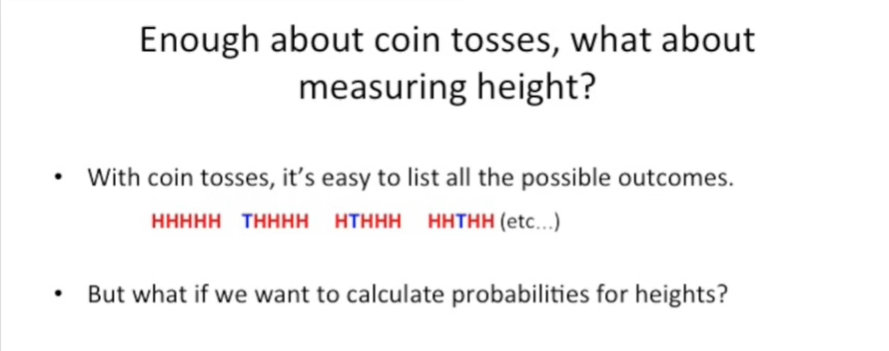 Enough about coin tosses, what about
measuring height?
• With coin tosses, it's easy to list all the possible outcomes.
HHHHH THHHH HTHHH HHTHH (etc...)
• But what if we want to calculate probabilities for heights?